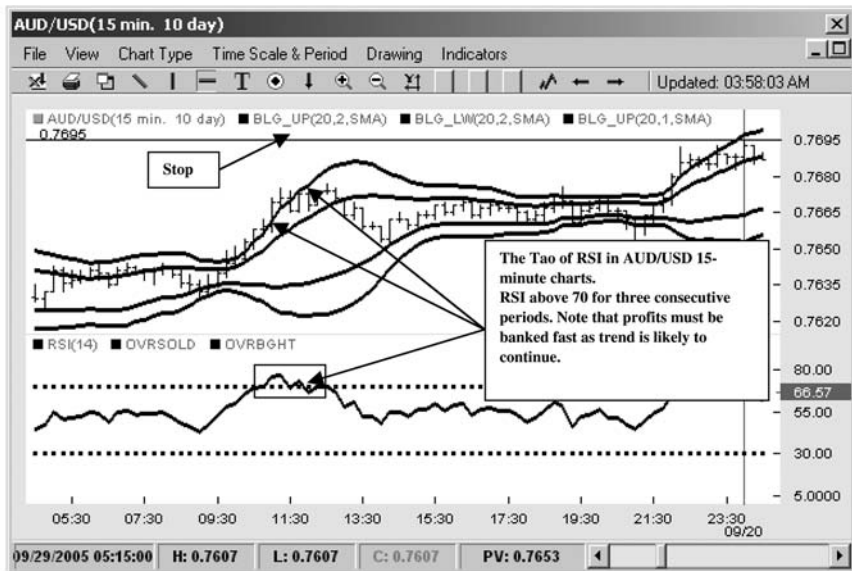 AUD/USD(15 min. 10 day)
File View Chart Type Time Scale & Period Drawing Indicators
T Updated: 03:58:03 AM
AUD/USD(15 min. 10 day) BLG_UP(20,2,SMA) BLG_LW(20,2,SMA) BLG_UP(20,1,SMA)
0.7695
Stop
0.7695
0.7680
0.7665
0.7650
0.7635
0.7620
The Tao of RSI in AUD/USD 15-
minute charts.
RSI above 70 for three consecutive
periods. Note that profits must be
banked fast as trend is likely to
continue.
RSI(14) OVRSOLD OVRBGHT
80.00
66.57
55.00
30.00
5.0000
05:30 07:30 09:30 11:30 13:30 15:30 17:30 19:30 21:30 23:30
09/20
09/29/2005 05:15:00 H: 0.7607 L: 0.7607 C: 0.7607 PV: 0.7653